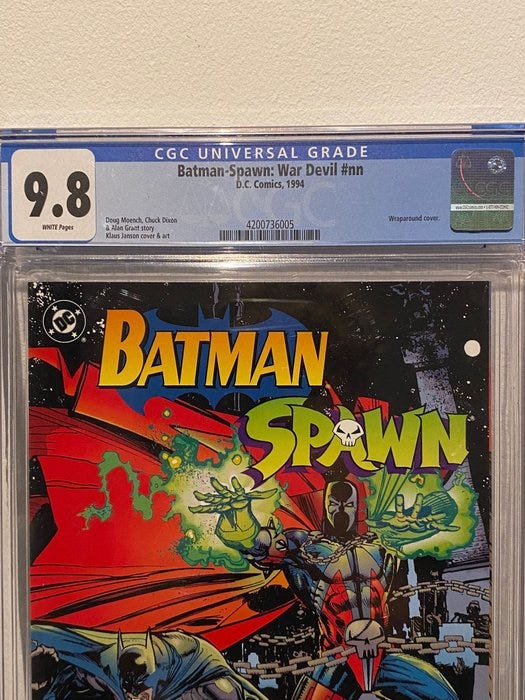 CGC UNIVERSAL GRADE
9.8
WHITE Pages
Batman-Spawn: War Devil #nn
D.C. Comics, 1994
Doug Moench, Chuck Dixon
& Alan Grant story
Klaus Janson cover & art
4200736005
Wraparound cover.
CGC
DC
BATMAN
SPAWN